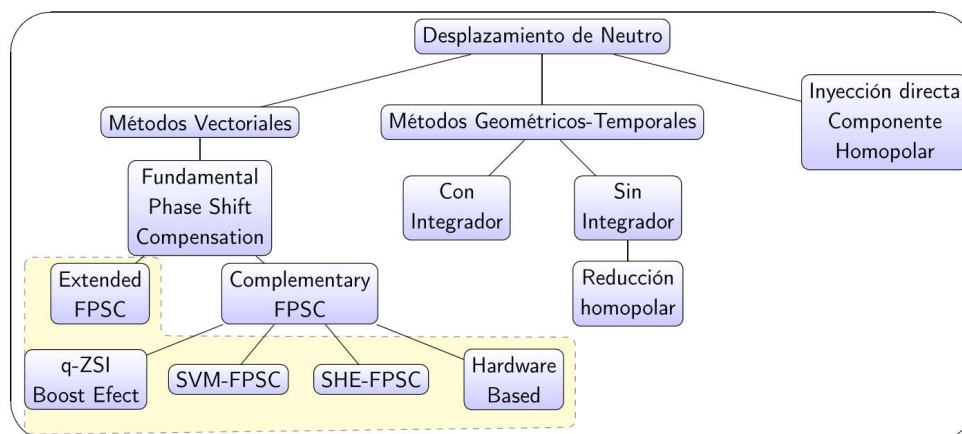 Desplazamiento de Neutro
Métodos Vectoriales
Métodos Geométricos-Temporales
Inyección directa
Componente
Homopolar
Fundamental
Phase Shift
Compensation
Con
Integrador
Sin
Integrador
Extended
FPSC
Complementary
FPSC
Reducción
homopolar
q-ZSI
Boost Efect
SVM-FPSC
SHE-FPSC
Hardware
Based